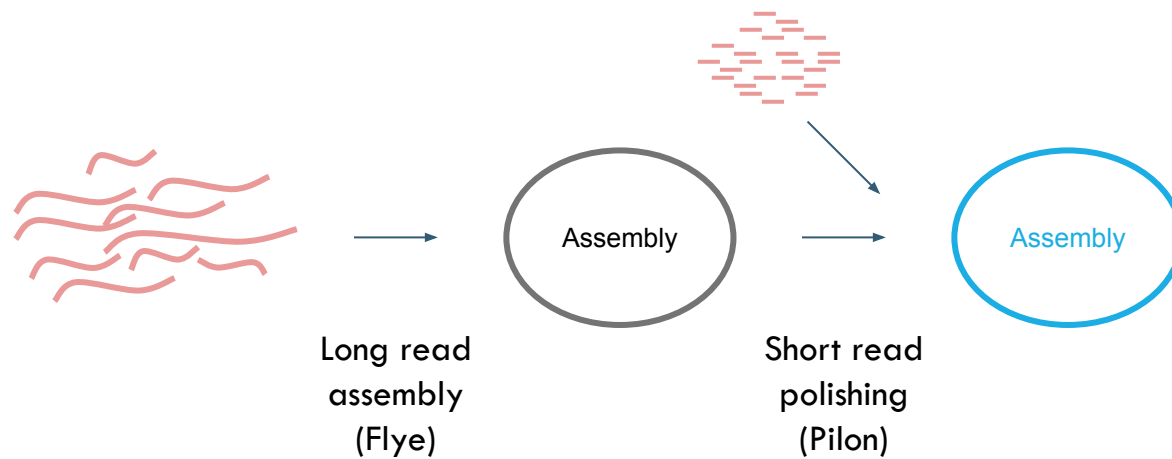 Assembly
Assembly
Long read
assembly
(Flye)
Short read
polishing
(Pilon)